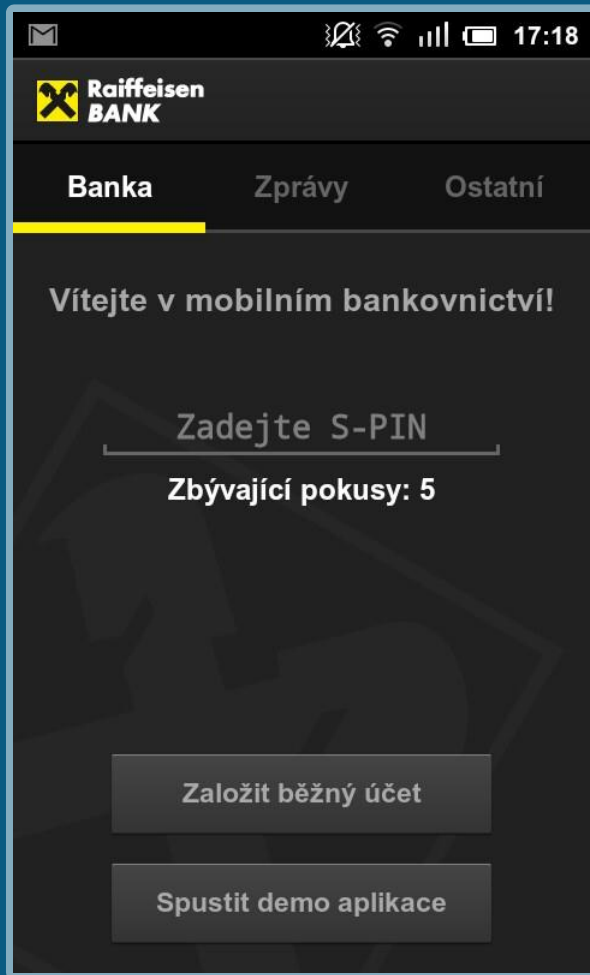 17:18
Raiffeisen
BANK
Banka Zprávy Ostatní
Vítejte v mobilním bankovnictví!
Zadejte S-PIN
Zbývající pokusy: 5
Založit běžný účet
Spustit demo aplikace